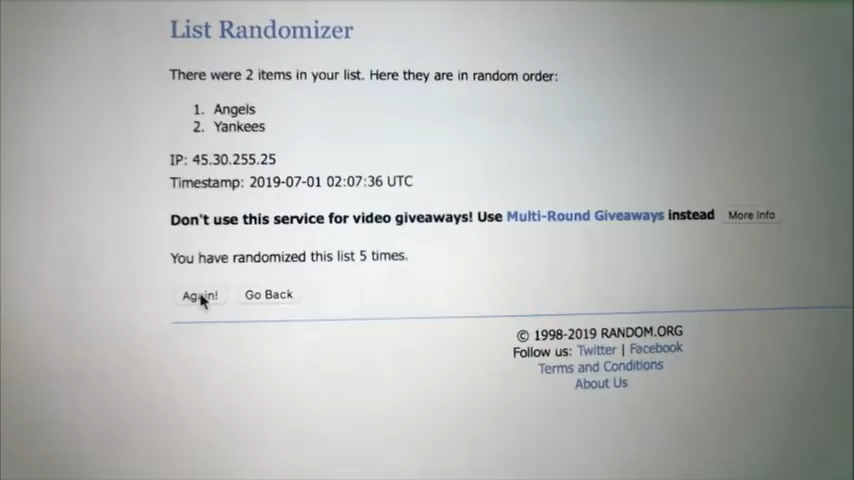 List Randomizer
There were 2 items in your list. Here they are in random order:
1. Angels
2. Yankees
IP: 45.30.255.25
Timestamp: 2019-07-01 02:07:36 UTC
Don't use this service for video giveaways! Use Multi-Round Giveaways instead More Info
You have randomized this list 5 times.
Again! Go Back
© 1998-2019 RANDOM.ORG
Follow us: Twitter | Facebook
Terms and Conditions
About Us